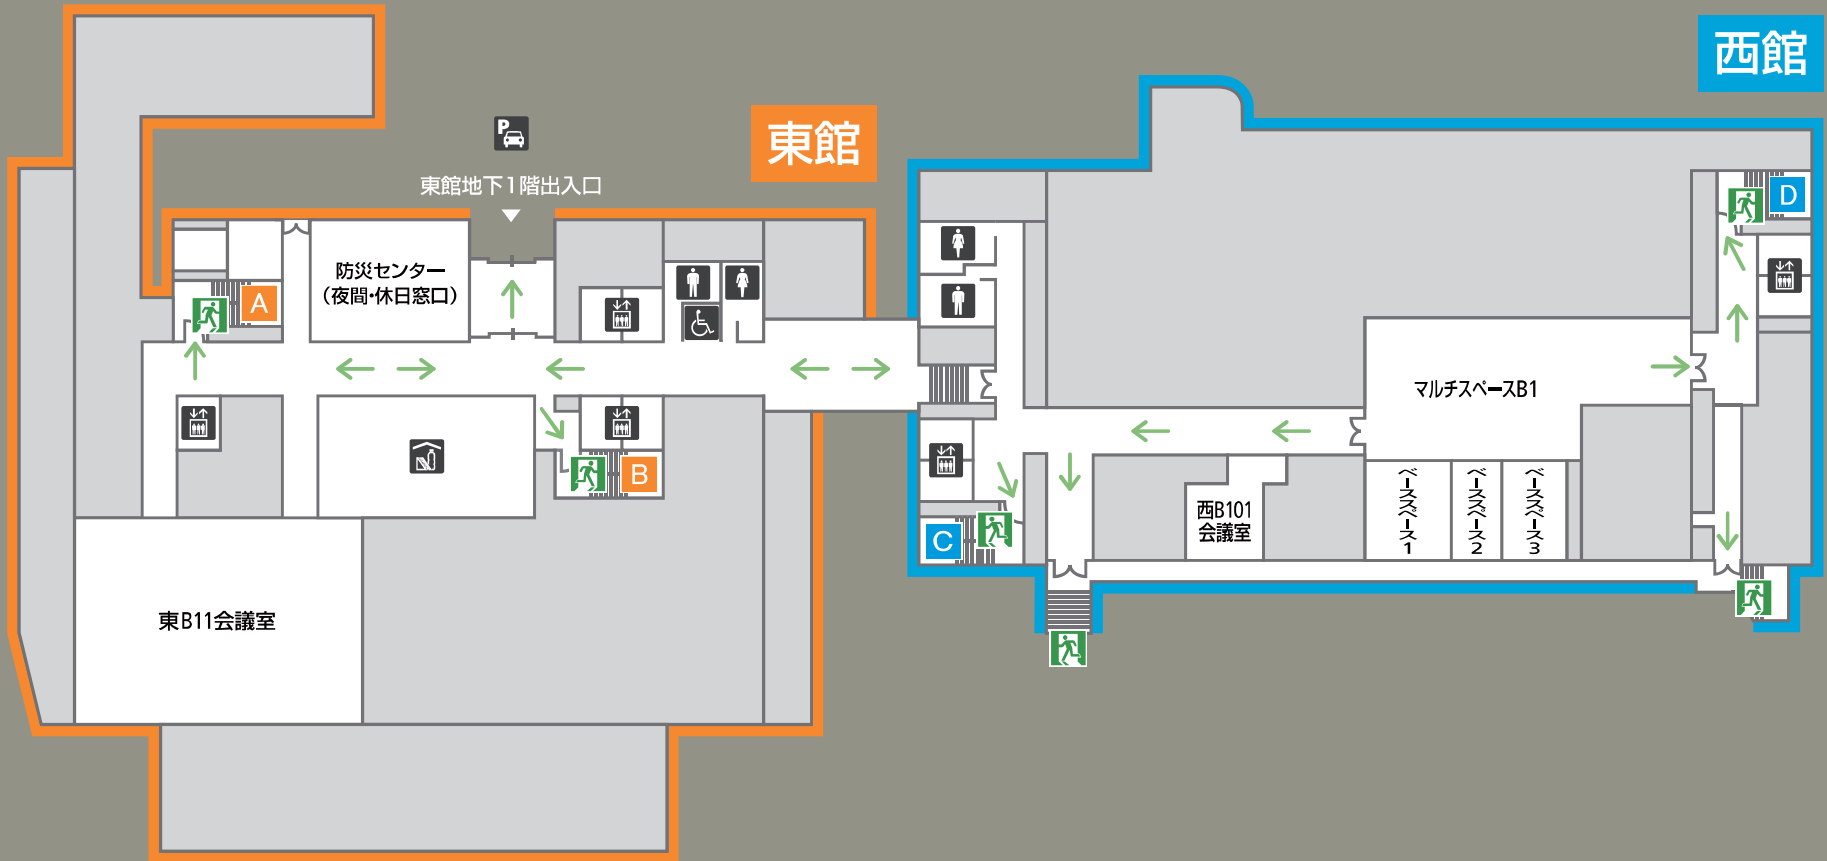 西館
P
東館
東館地下1階出入口
D
防災センター
(夜間・休日窓口)
A
マルチスペースB1
B
西B101
会議室
ベーススペース1
ベーススペース2
ベーススペース3
C
東B11会議室